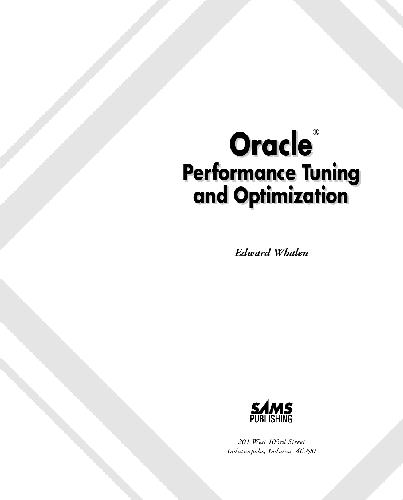 Oracle®
Performance Tuning
and Optimization
Edward Whalen
SAMS
PUBLISHING
201 West 103rd Street
Indianapolis, Indiana 46290